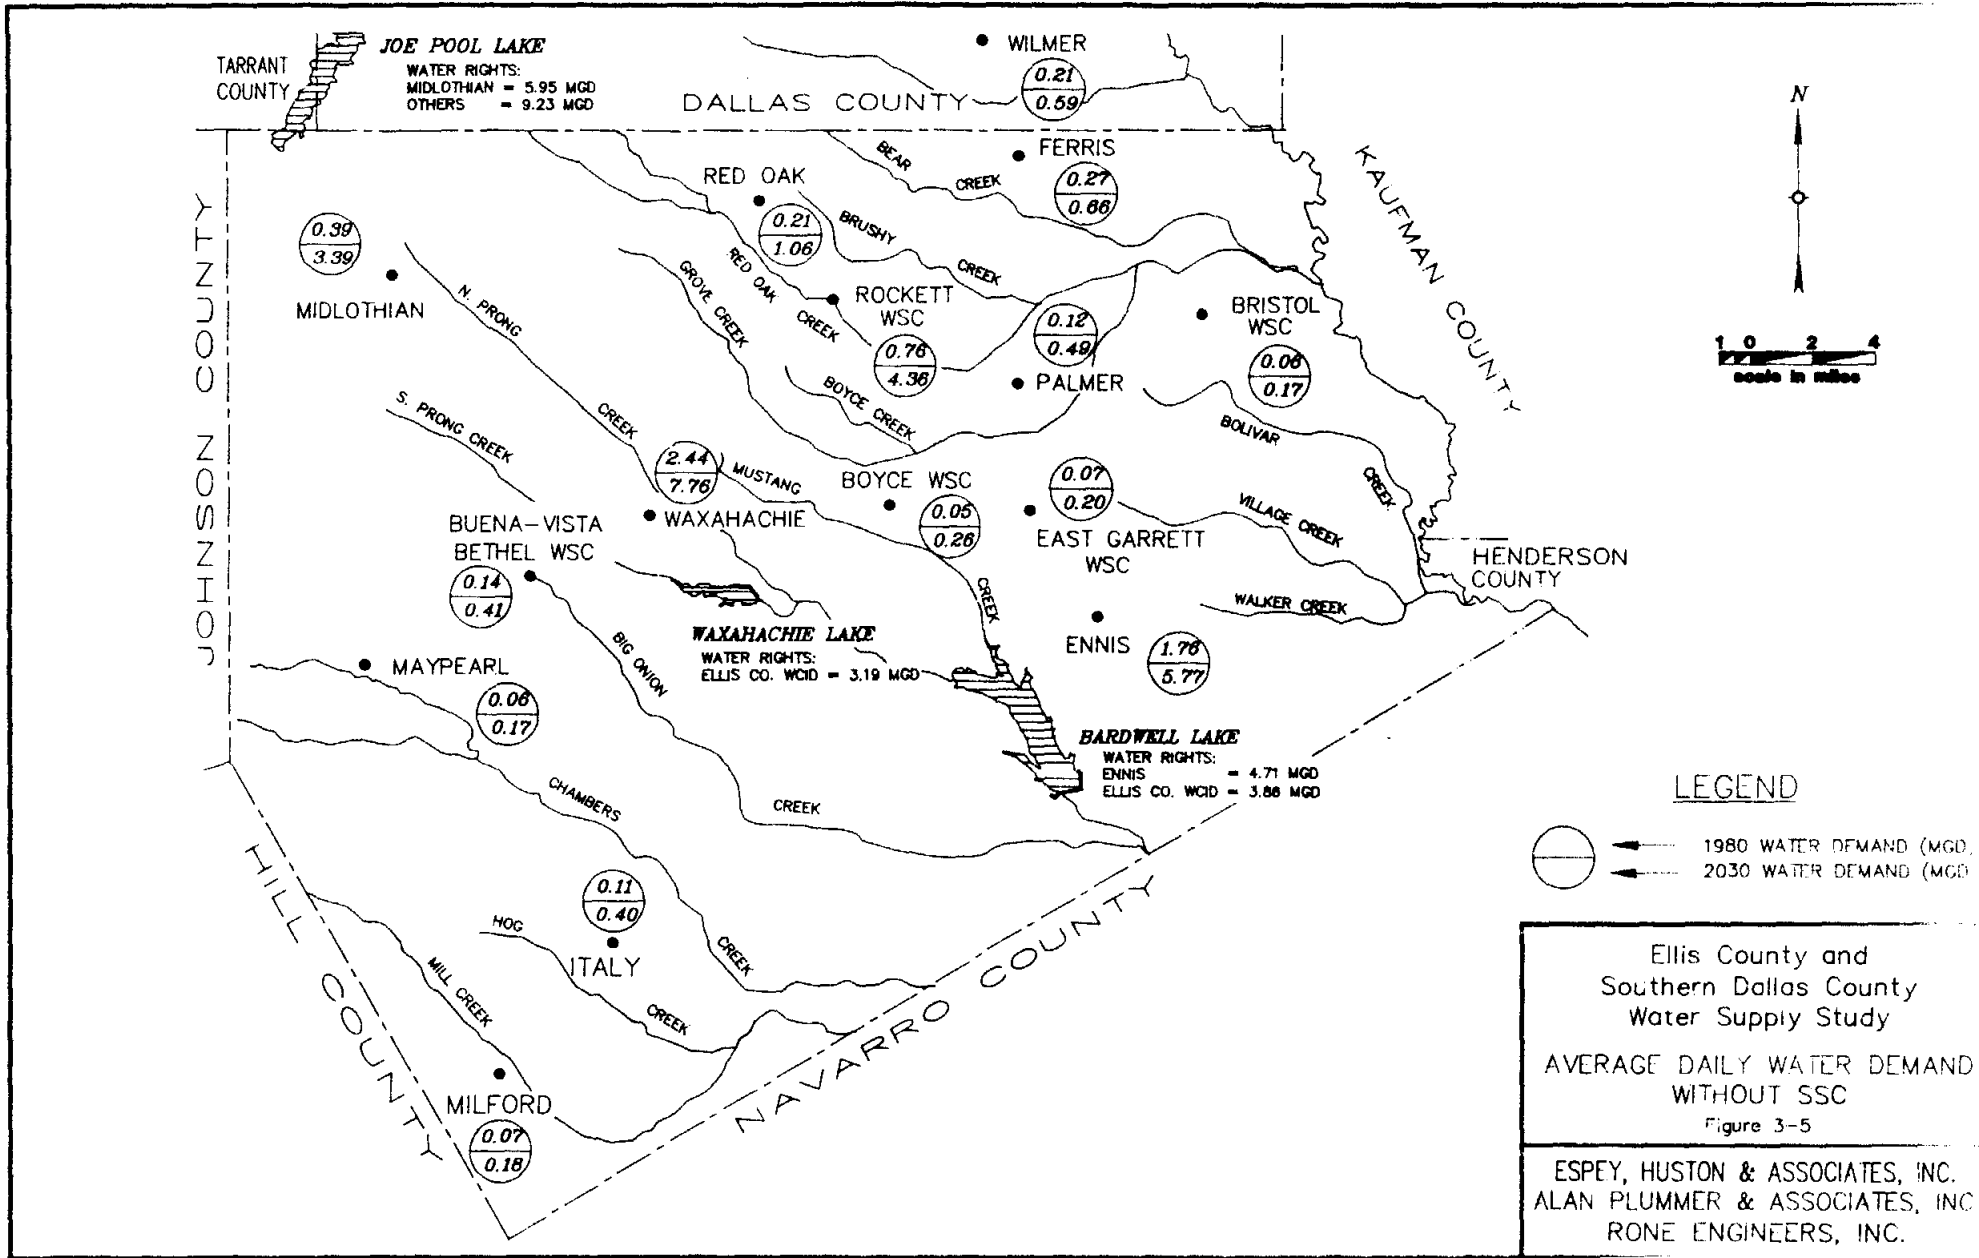 JOE POOL LAKE
WATER RIGHTS:
MIDLOTHIAN = 5.95 MGD
OTHERS = 9.23 MGD
TARRANT
COUNTY
DALLAS COUNTY
WILMER
0.21
0.59
N
KAUFMAN COUNTY
JOHNSON COUNTY
BEAR
CREEK
FERRIS
0.27
0.66
RED OAK
0.21
1.06
BRUSHY
CREEK
0.39
3.39
MIDLOTHIAN
N. PRONG
CREEK
GROVE CREEK
RED OAK
CREEK
ROCKETT
WSC
0.76
4.36
0.12
0.49
PALMER
BRISTOL
WSC
0.06
0.17
1 0 2 4
scale in miles
S. PRONG CREEK
BOYCE CREEK
BOLIVAR
CREEK
2.44
7.76
WAXAHACHIE
MUSTANG
CREEK
BOYCE WSC
0.05
0.26
0.07
0.20
EAST GARRETT
WSC
VILLAGE CREEK
HENDERSON
COUNTY
WALKER CREEK
BUENA-VISTA
BETHEL WSC
0.14
0.41
BIG ONION
CREEK
WAXAHACHIE LAKE
WATER RIGHTS:
ELLIS CO. WCID = 3.19 MGD
ENNIS
1.76
5.77
MAYPEARL
0.06
0.17
BARDWELL LAKE
WATER RIGHTS:
ENNIS = 4.71 MGD
ELLIS CO. WCID = 3.86 MGD
CHAMBERS
CREEK
HILL COUNTY
0.11
0.40
ITALY
HOG
CREEK
MILL CREEK
MILFORD
0.07
0.18
NAVARRO COUNTY
LEGEND
1980 WATER DEMAND (MGD
2030 WATER DEMAND (MGD
Ellis County and
Southern Dallas County
Water Supply Study
AVERAGE DAILY WATER DEMAND
WITHOUT SSC
Figure 3-5
ESPEY, HUSTON & ASSOCIATES, INC.
ALAN PLUMMER & ASSOCIATES, INC
RONE ENGINEERS, INC.